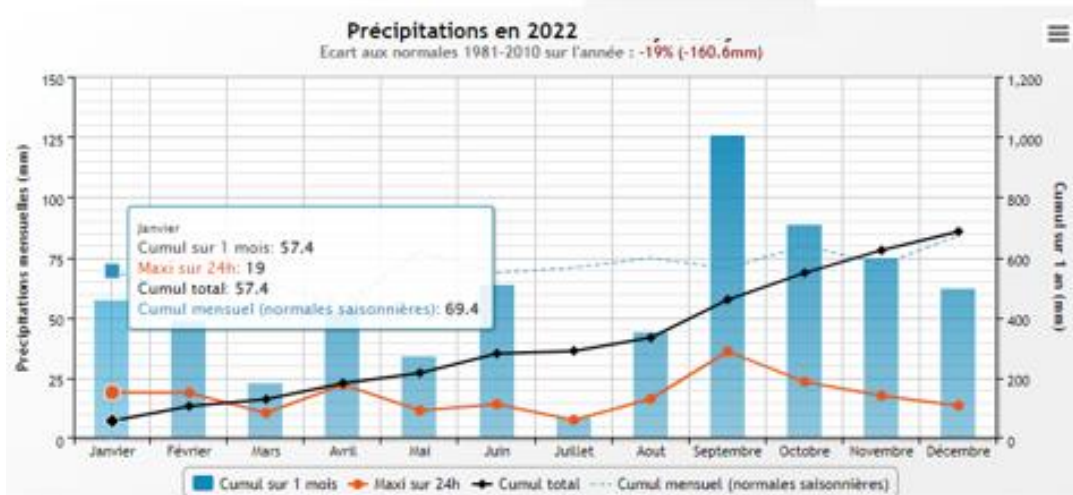 Précipitations en 2022
Ecart aux normales 1981-2010 sur l'année : -19% (-160.6mm)
Précipitations mensuelles (mm)
150
125
100
75
50
25
0
Janvier
Cumul sur 1 mois: 57.4
Maxi sur 24h: 19
Cumul total: 57.4
Cumul mensuel (normales saisonnières): 69.4
1,200
1,000
800
600
400
200
0
Cumul sur 1 an (mm)
Janvier Février Mars Avril Mai Juin Juillet Aout Septembre Octobre Novembre Décembre
Cumul sur 1 mois Maxi sur 24h Cumul total Cumul mensuel (normales saisonnières)